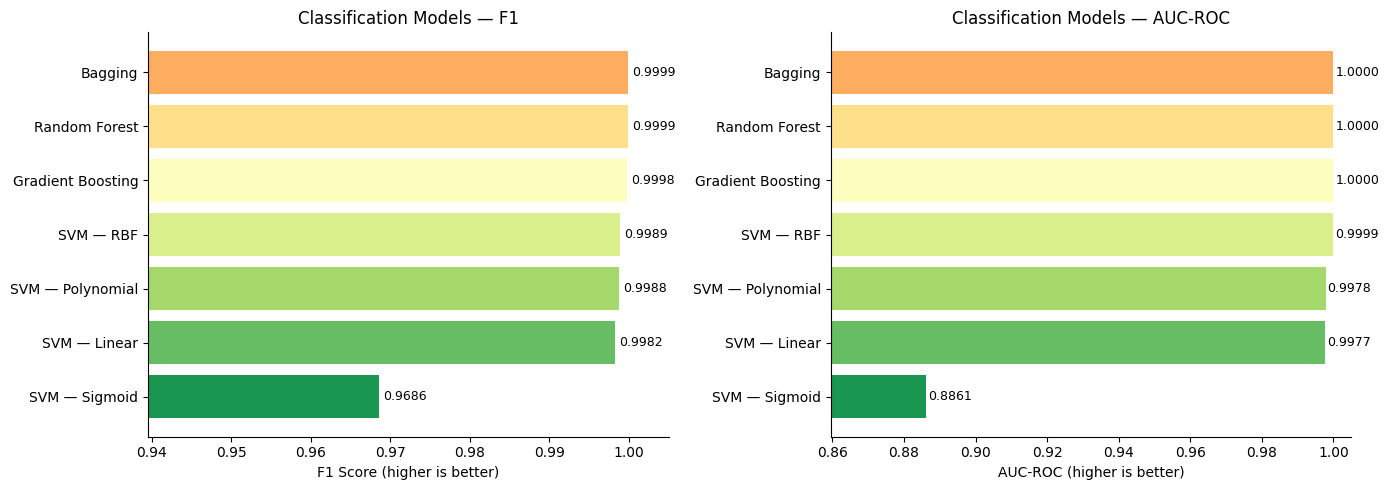 Classification Models — F1
Bagging
0.9999
Random Forest
0.9999
Gradient Boosting
0.9998
SVM — RBF
0.9989
SVM — Polynomial
0.9988
SVM — Linear
0.9982
SVM — Sigmoid
0.9686
0.94 0.95 0.96 0.97 0.98 0.99 1.00
F1 Score (higher is better)
Classification Models — AUC-ROC
Bagging
1.0000
Random Forest
1.0000
Gradient Boosting
1.0000
SVM — RBF
0.9999
SVM — Polynomial
0.9978
SVM — Linear
0.9977
SVM — Sigmoid
0.8861
0.86 0.88 0.90 0.92 0.94 0.96 0.98 1.00
AUC-ROC (higher is better)